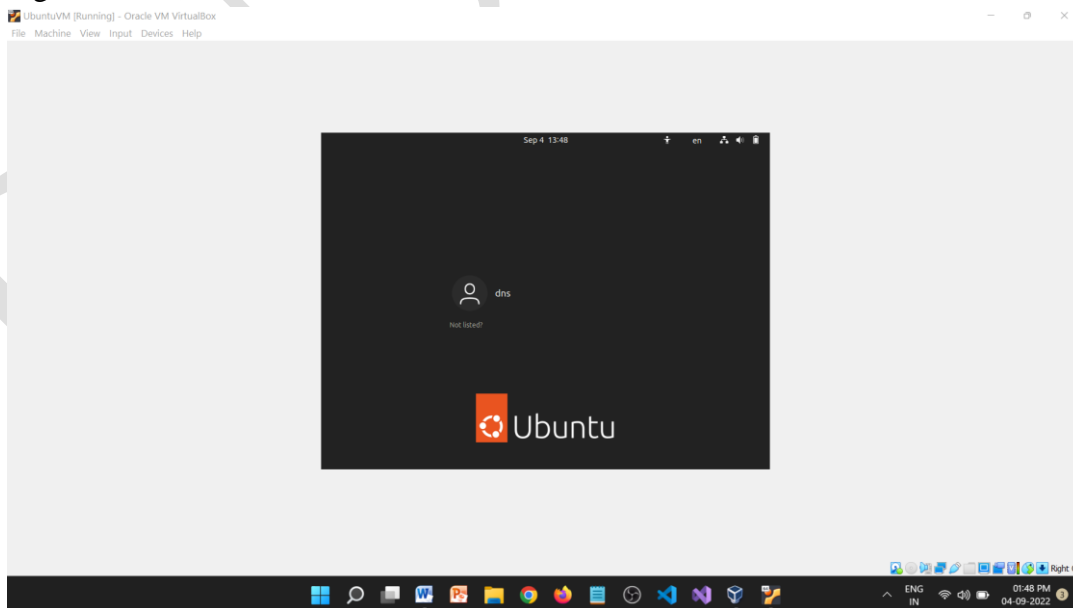 UbuntuVM [Running] - Oracle VM VirtualBox
File Machine View Input Devices Help
Sep 4 13:48 en
dns
Not listed?
Ubuntu
Right
ENG
IN
01:48 PM
04-09-2022